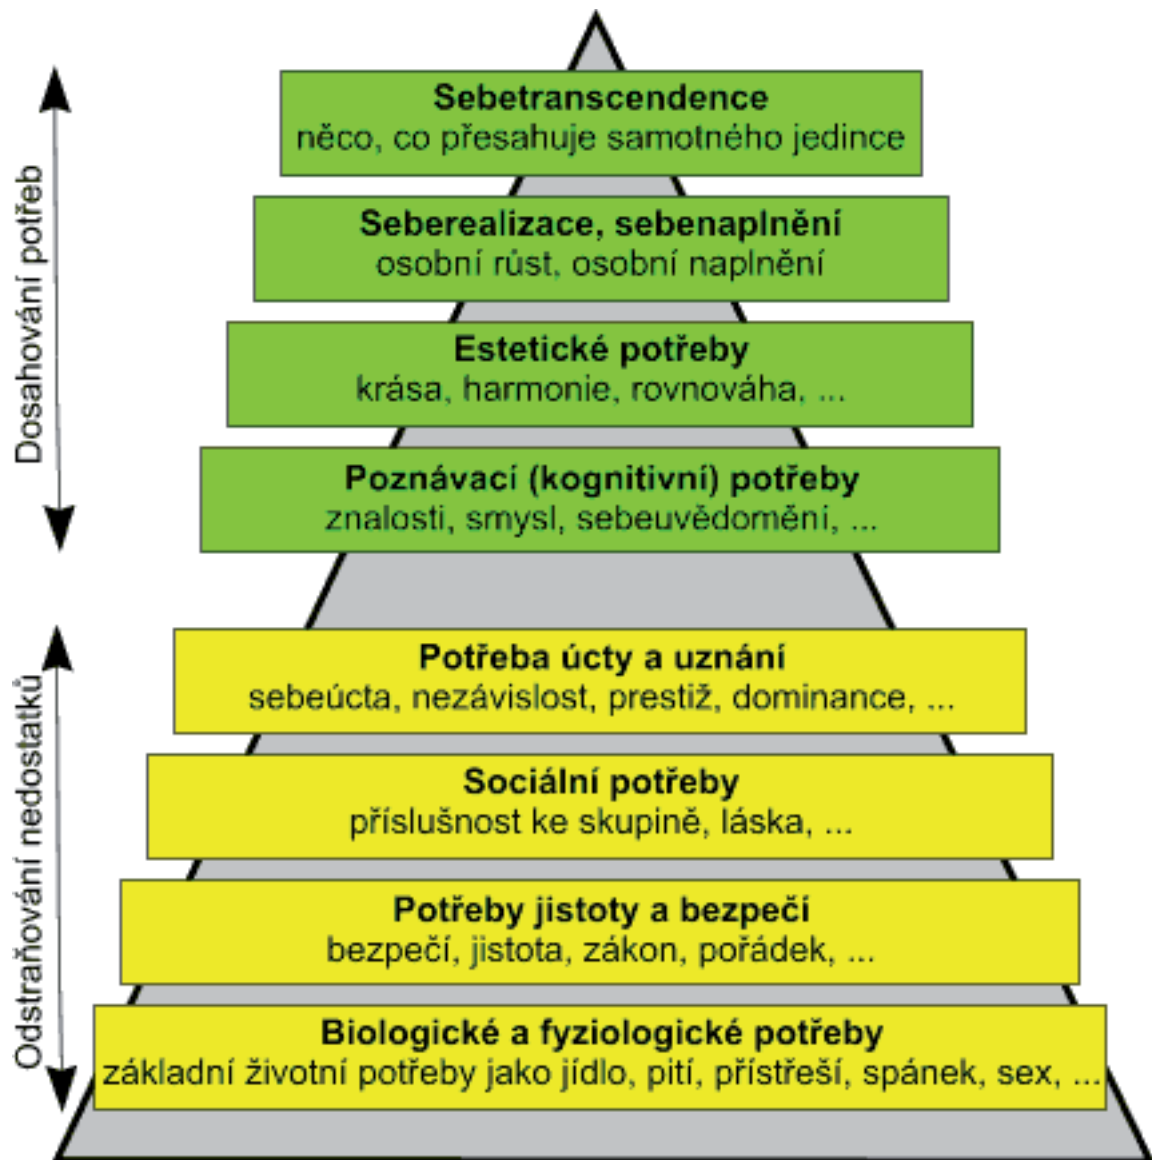 Sebetranscendence
něco, co přesahuje samotného jedince
Seberealizace, sebenaplnění
osobní růst, osobní naplnění
Estetické potřeby
krása, harmonie, rovnováha, ...
Poznávací (kognitivní) potřeby
znalosti, smysl, sebeuvědomění, ...
Dosahování potřeb
Potřeba úcty a uznání
sebeúcta, nezávislost, prestiž, dominance, ...
Sociální potřeby
příslušnost ke skupině, láska, ...
Potřeby jistoty a bezpečí
bezpečí, jistota, zákon, pořádek, ...
Biologické a fyziologické potřeby
základní životní potřeby jako jídlo, pití, přístřeší, spánek, sex, ...
Odstraňování nedostatků